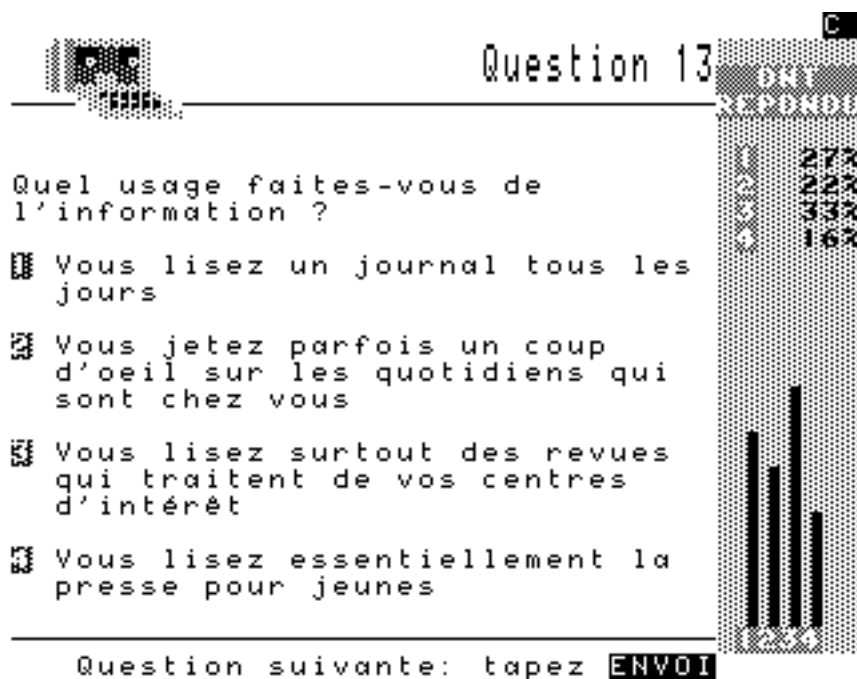 C
Question 13
ONT
REPONDU
1 27%
2 22%
3 33%
4 16%
Quel usage faites-vous de
l'information ?
1 Vous lisez un journal tous les
jours
2 Vous jetez parfois un coup
d'oeil sur les quotidiens qui
sont chez vous
3 Vous lisez surtout des revues
qui traitent de vos centres
d'intérêt
4 Vous lisez essentiellement la
presse pour jeunes
1234
Question suivante: tapez ENVOI